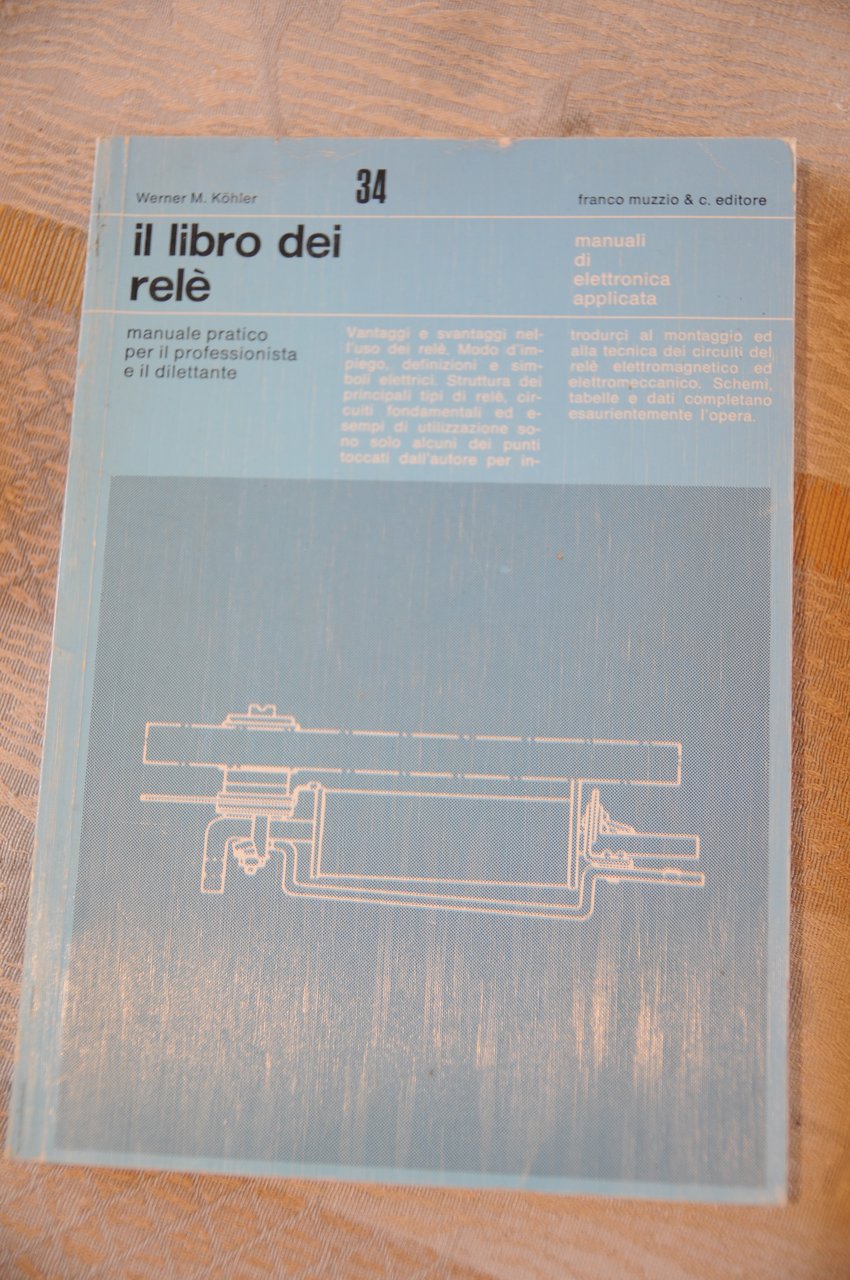 Werner M. Köhler
34
franco muzzio & c. editore
il libro dei
relè
manuali
di
elettronica
applicata
manuale pratico
per il professionista
e il dilettante
Vantaggi e svantaggi nel-
l'uso dei relè. Modo d'im-
piego, definizioni e sim-
boli elettrici. Struttura dei
principali tipi di relè, cir-
cuiti fondamentali ed e-
sempi di utilizzazione so-
no solo alcuni dei punti
toccati dall'autore per in-
trodurci al montaggio ed
alla tecnica dei circuiti del
relè elettromagnetico ed
elettromeccanico. Schemi,
tabelle e dati completano
esaurientemente l'opera.